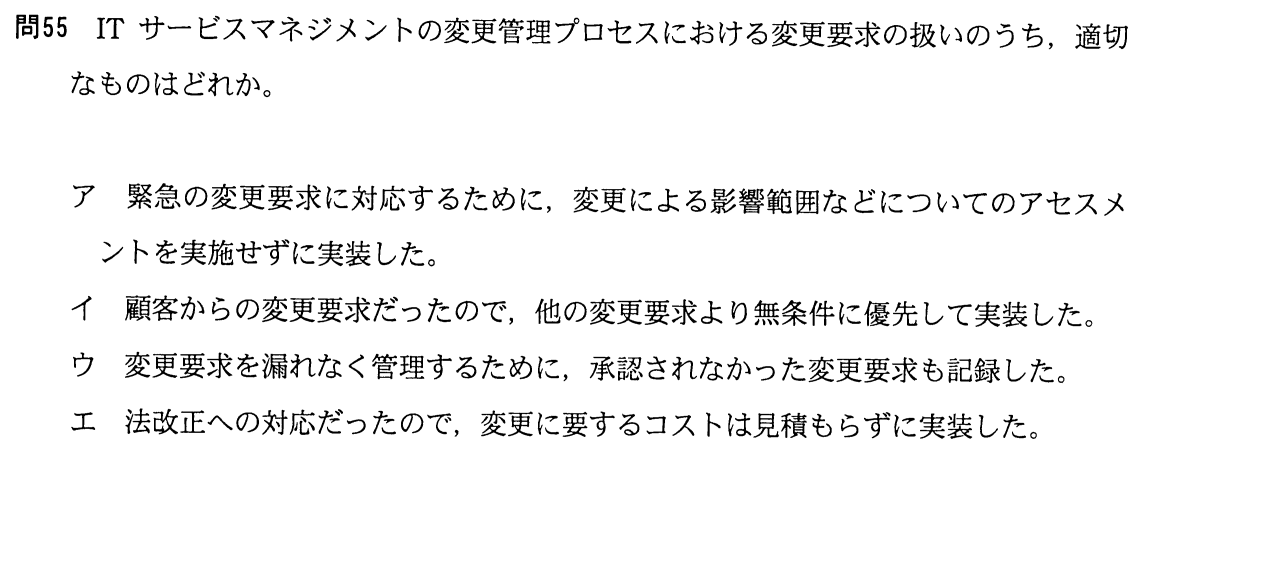 問55 IT サービスマネジメントの変更管理プロセスにおける変更要求の扱いのうち，適切
なものはどれか。
ア 緊急の変更要求に対応するために，変更による影響範囲などについてのアセスメ
ントを実施せずに実装した。
イ 顧客からの変更要求だったので，他の変更要求より無条件に優先して実装した。
ウ 変更要求を漏れなく管理するために，承認されなかった変更要求も記録した。
エ 法改正への対応だったので，変更に要するコストは見積もらずに実装した。